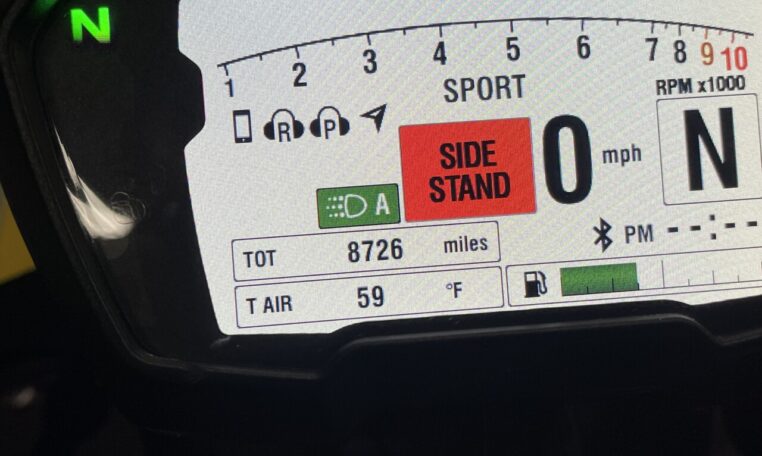 N
1 2 3 4 5 6 7 8 9 10
SPORT
RPM x1000
R P
SIDE
STAND
0 mph
N
A
TOT 8726 miles
PM --:--
T AIR 59 °F